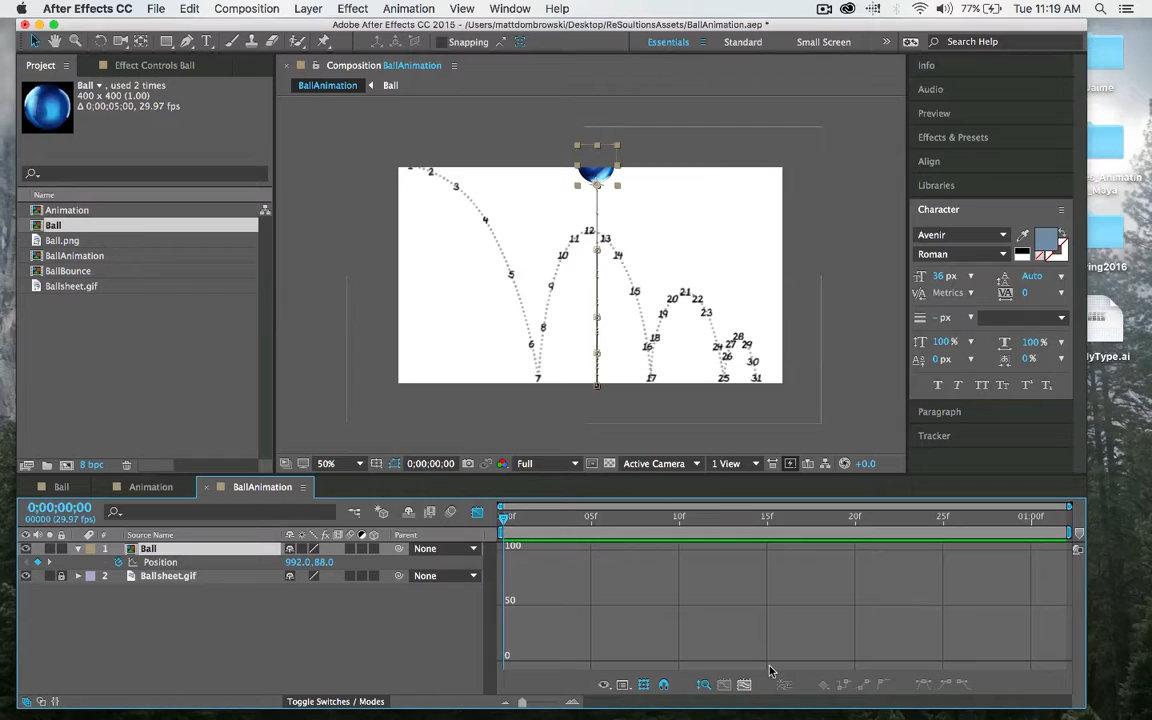 After Effects CC File Edit Composition Layer Effect Animation View Window Help 77% Tue 11:19 AM
Adobe After Effects CC 2015 - /Users/mattdombrowski/Desktop/ReSoultionsAssets/BallAnimation.aep *
Snapping Essentials Standard Small Screen Search Help
Project Effect Controls Ball
Composition BallAnimation
Info
Ball , used 2 times
400 x 400 (1.00)
Δ 0;00;05;00, 29.97 fps
BallAnimation Ball
Audio
Preview
Effects & Presets
Align
Libraries
Name
Animation
Ball
Ball.png
BallAnimation
BallBounce
Ballsheet.gif
Character
Avenir
Roman
36 px Auto
Metrics 0
- px
100 % 100 %
0 px 0 %
T T TT Tt T T
Paragraph
Tracker
1 2 3 4 5 6 7 8 9 10 11 12 13 14 15 16 17 18 19 20 21 22 23 24 25 26 27 28 29 30 31
Jaime
_Animatin
_Maya
ring2016
lyType.ai
8 bpc
50% 0;00;00;00 Full Active Camera 1 View +0.0
Ball Animation BallAnimation
0;00;00;00
00000 (29.97 fps)
05f 10f 15f 20f 25f 01:00f
# Source Name Parent
1 Ball None
Position 992.0,88.0
2 Ballsheet.gif None
100
50
0
Toggle Switches / Modes